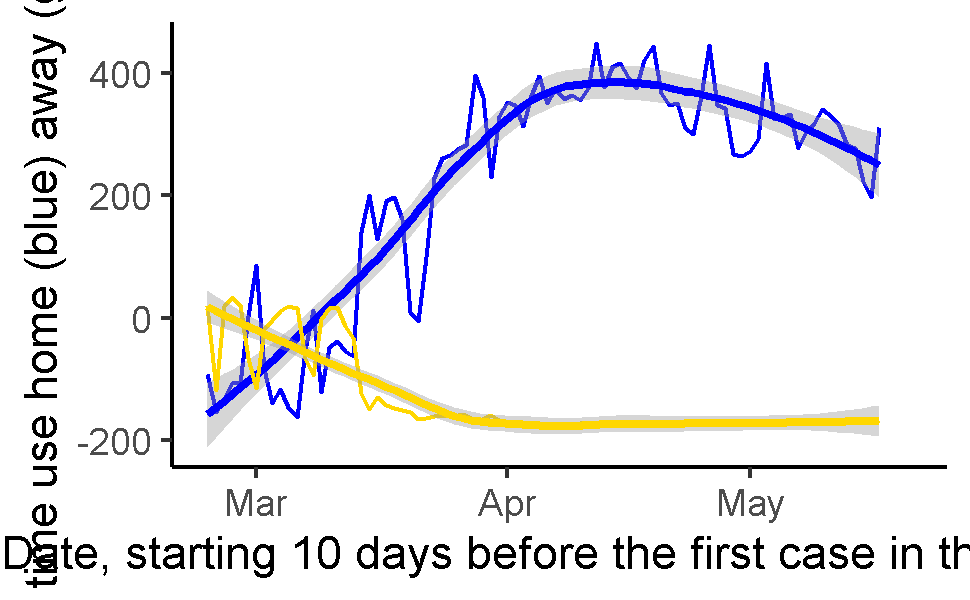 time use home (blue) away (
400
200
0
-200
Mar Apr May
Date, starting 10 days before the first case in th